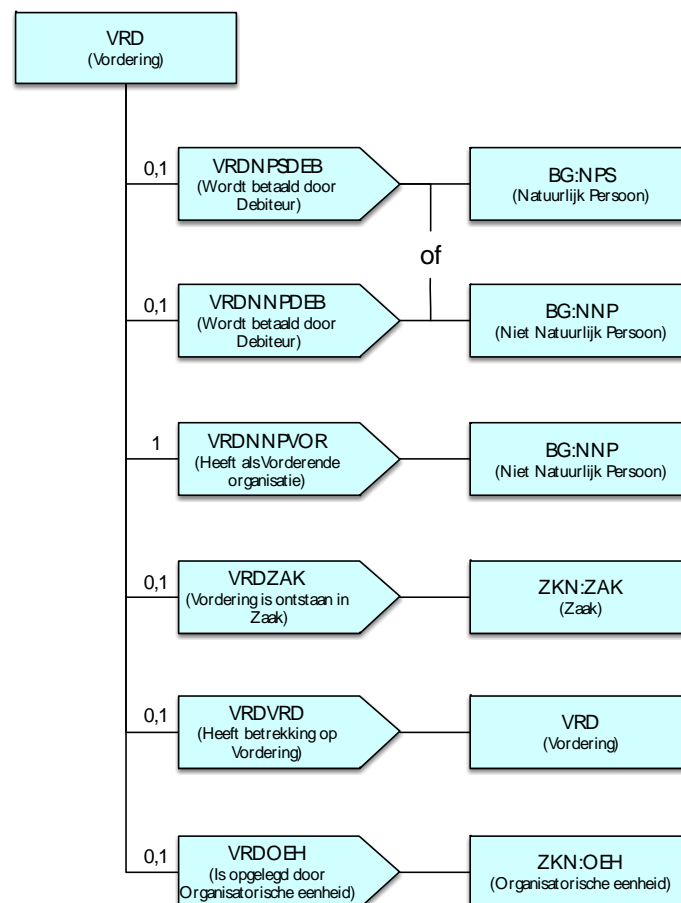 VRD
(Vordering)
0,1
VRDNPSDEB
(Wordt betaald door
Debiteur)
BG:NPS
(Natuurlijk Persoon)
of
0,1
VRDNNPDEB
(Wordt betaald door
Debiteur)
BG:NNP
(Niet Natuurlijk Persoon)
1
VRDNNPVOR
(Heeft als Vorderende
organisatie)
BG:NNP
(Niet Natuurlijk Persoon)
0,1
VRDZAK
(Vordering is ontstaan in
Zaak)
ZKN:ZAK
(Zaak)
0,1
VRDVRD
(Heeft betrekking op
Vordering)
VRD
(Vordering)
0,1
VRDOEH
(Is opgelegd door
Organisatorische eenheid)
ZKN:OEH
(Organisatorische eenheid)